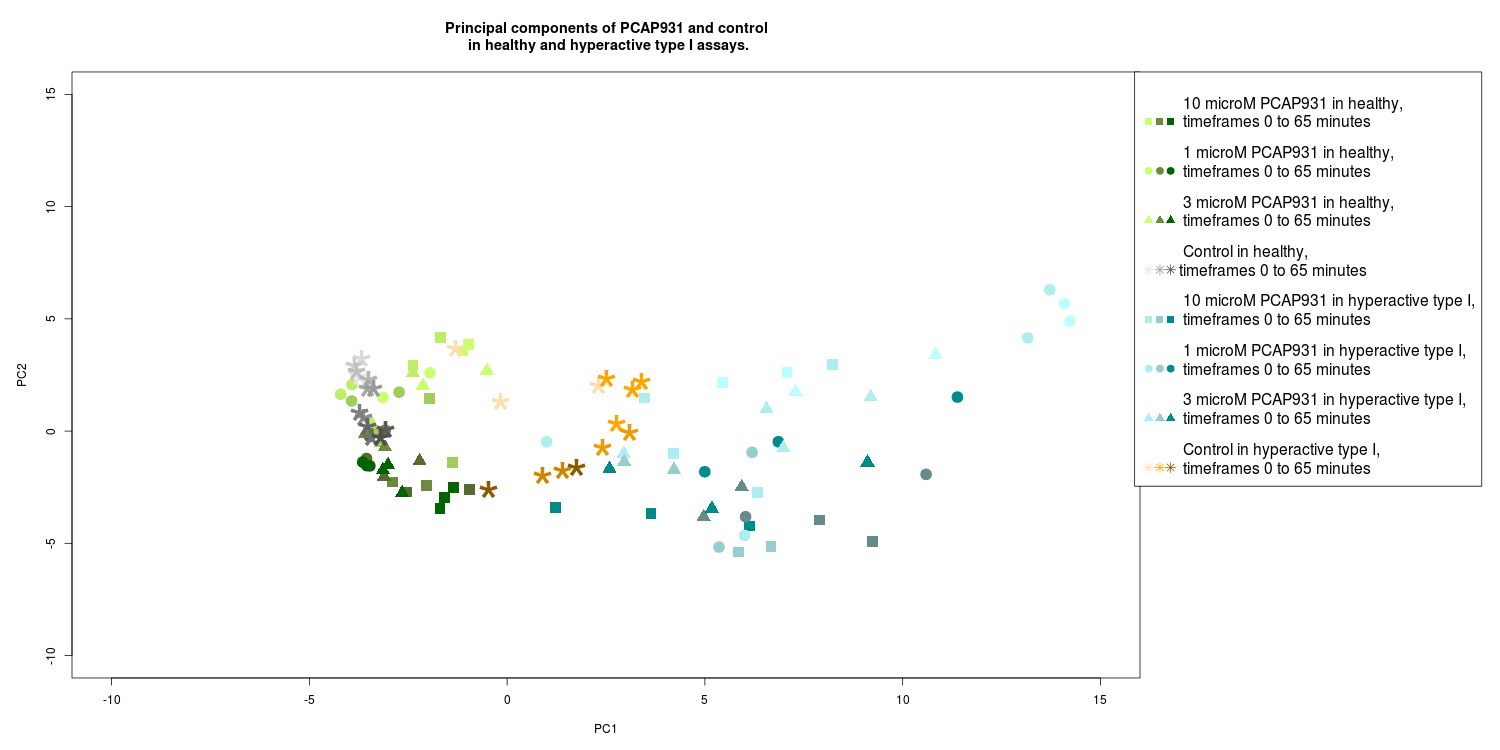 Principal components of PCAP931 and control
in healthy and hyperactive type I assays.
15
10
5
0
-5
-10
PC2
-10
-5
0
5
10
15
PC1
10 microM PCAP931 in healthy,
timeframes 0 to 65 minutes
1 microM PCAP931 in healthy,
timeframes 0 to 65 minutes
3 microM PCAP931 in healthy,
timeframes 0 to 65 minutes
Control in healthy,
timeframes 0 to 65 minutes
10 microM PCAP931 in hyperactive type I,
timeframes 0 to 65 minutes
1 microM PCAP931 in hyperactive type I,
timeframes 0 to 65 minutes
3 microM PCAP931 in hyperactive type I,
timeframes 0 to 65 minutes
Control in hyperactive type I,
timeframes 0 to 65 minutes